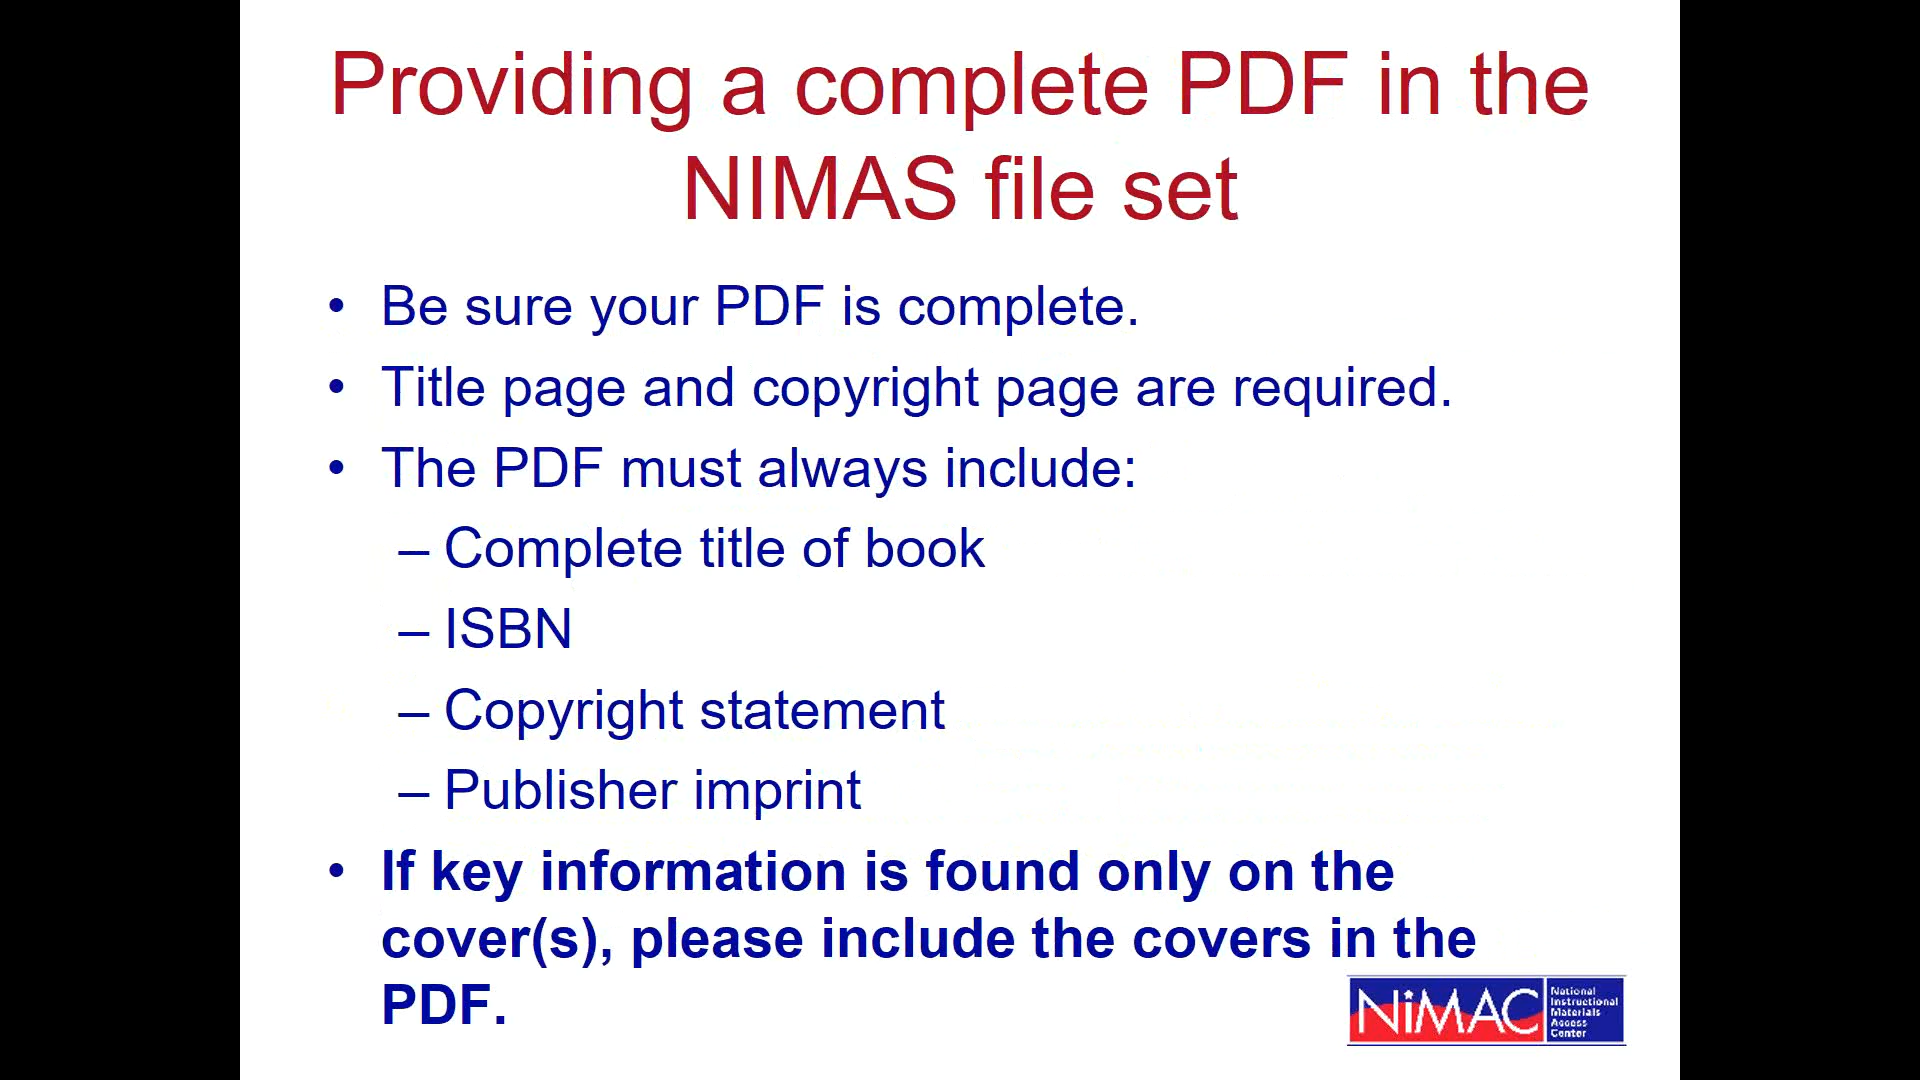 Providing a complete PDF in the
NIMAS file set
• Be sure your PDF is complete.
• Title page and copyright page are required.
• The PDF must always include:
– Complete title of book
– ISBN
– Copyright statement
– Publisher imprint
• If key information is found only on the
cover(s), please include the covers in the
PDF.
NiMAC
National
Instructional
Materials
Access
Center